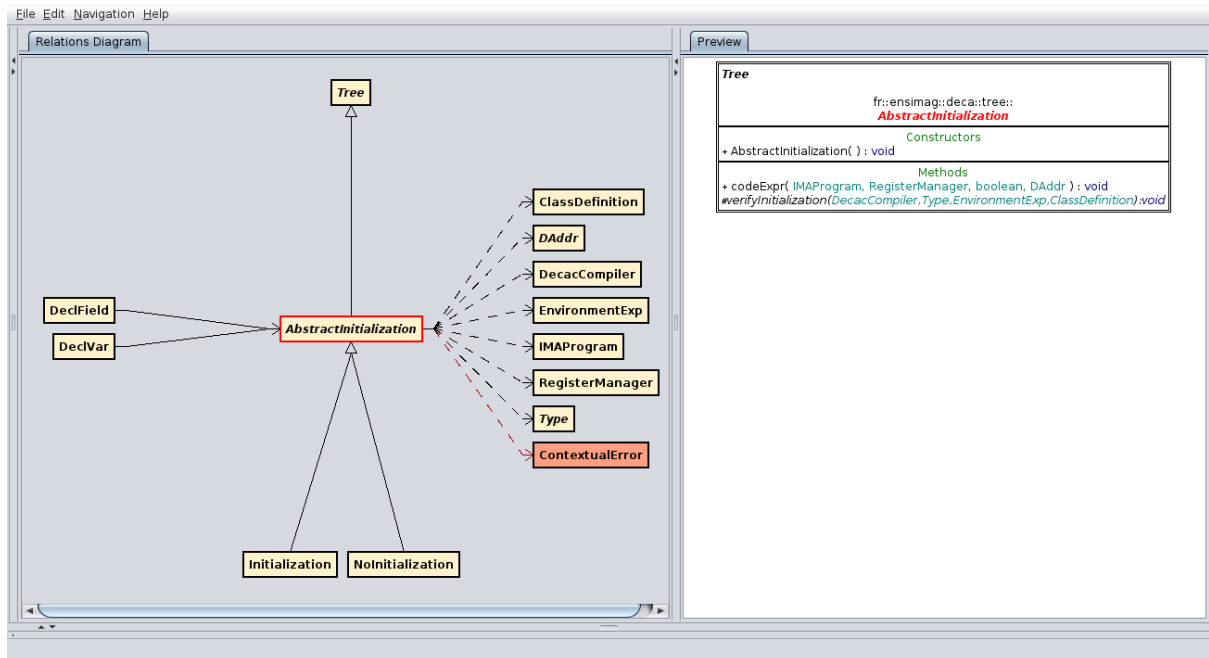 File Edit Navigation Help
Relations Diagram
Tree
ClassDefinition
DAddr
DecacCompiler
DeclField
EnvironmentExp
AbstractInitialization
DeclVar
IMAProgram
RegisterManager
Type
ContextualError
Initialization
NoInitialization
Preview
Tree
fr::ensimag::deca::tree::
AbstractInitialization
Constructors
+ AbstractInitialization( ) : void
Methods
+ codeExpr( IMAProgram, RegisterManager, boolean, DAddr ) : void
#verifyInitialization(DecacCompiler,Type,EnvironmentExp,ClassDefinition):void